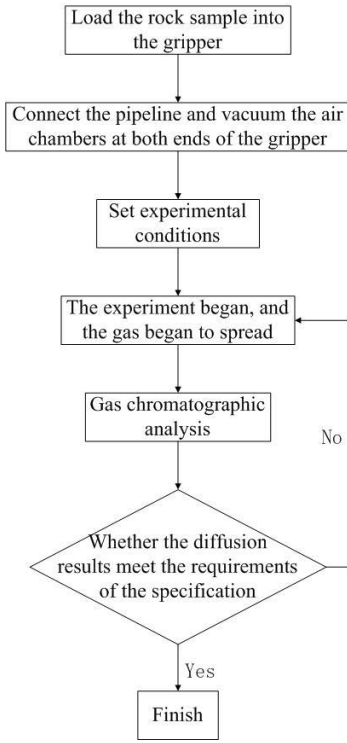 Load the rock sample into
the gripper
Connect the pipeline and vacuum the air
chambers at both ends of the gripper
Set experimental
conditions
The experiment began, and
the gas began to spread
Gas chromatographic
analysis
No
Whether the diffusion
results meet the requirements
of the specification
Yes
Finish